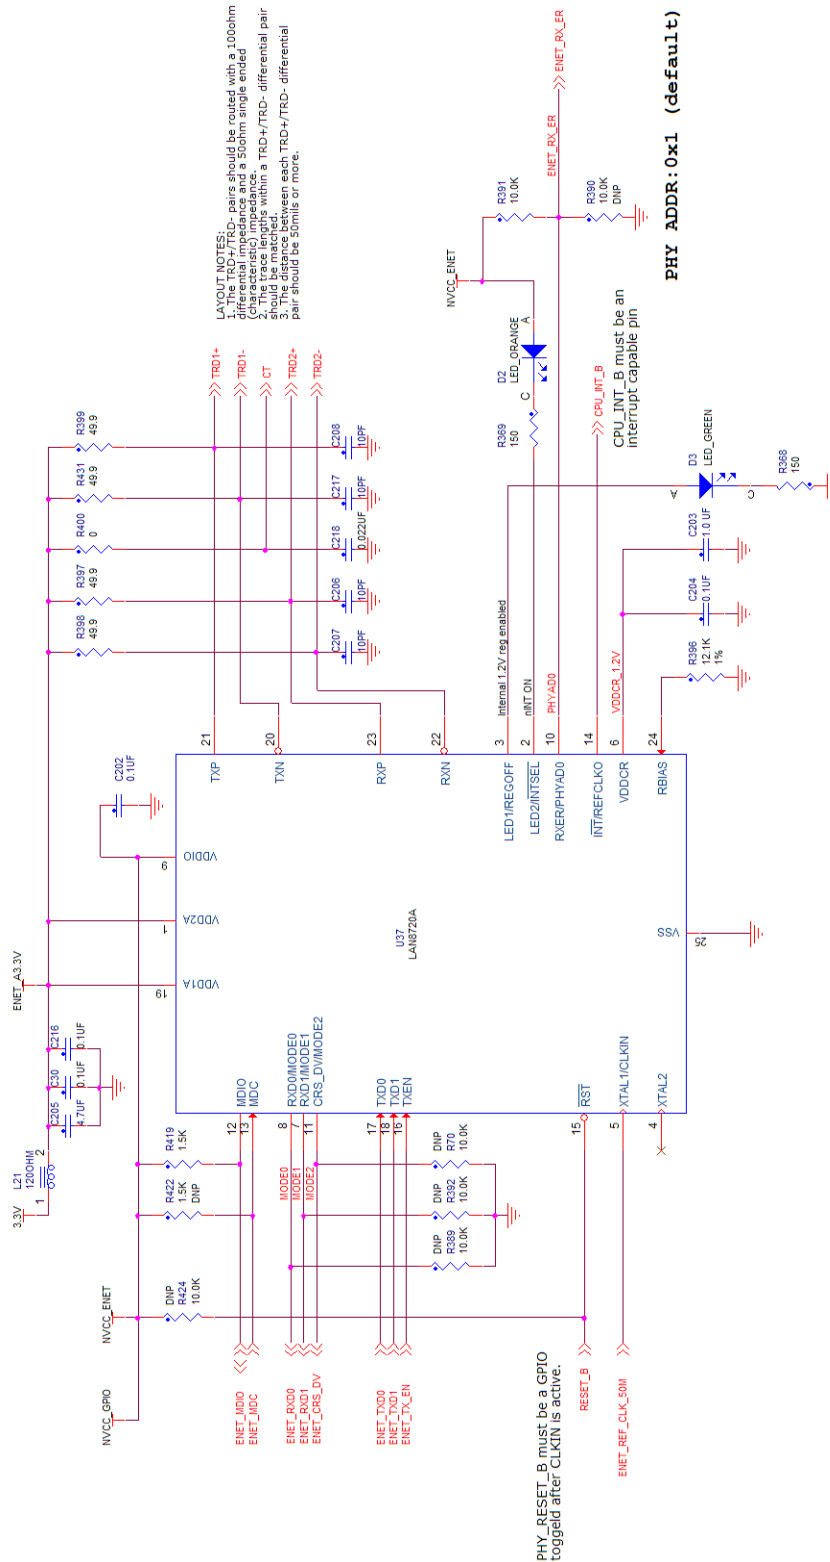 3.3V
L21
120OHM
1
2
C205
4.7UF
C30
0.1UF
C216
0.1UF
ENET_A3.3V
NVCC_GPIO
NVCC_ENET
DNP
R424
10.0K
R422
1.5K
DNP
R419
1.5K
C202
0.1UF
R398
49.9
R397
49.9
R400
0
R431
49.9
R399
49.9
LAYOUT NOTES:
1. The TRD+/TRD- pairs should be routed with a 100ohm
differential impedance and a 50ohm single ended
(characteristic) impedance.
2. The trace lengths within a TRD+/TRD- differential pair
should be matched.
3. The distance between each TRD+/TRD- differential
pair should be 50mils or more.
TRD1+
TRD1-
CT
TRD2+
TRD2-
C207
10PF
C206
10PF
C218
0.022UF
C217
10PF
C208
10PF
ENET_MDIO
ENET_MDC
ENET_RXD0
ENET_RXD1
ENET_CRS_DV
ENET_TXD0
ENET_TXD1
ENET_TX_EN
MODE0
MODE1
MODE2
DNP
R389
10.0K
DNP
R392
10.0K
DNP
R70
10.0K
12
MDIO
13
MDC
8
RXD0/MODE0
7
RXD1/MODE1
11
CRS_DV/MODE2
17
TXD0
18
TXD1
16
TXEN
15
RST
5
XTAL1/CLKIN
4
XTAL2
19
VDD1A
1
VDD2A
9
VDDIO
U37
LAN8720A
VSS
25
TXP
21
TXN
20
RXP
23
RXN
22
LED1/REGOFF
3
Internal 1.2V reg enabled
LED2/INTSEL
2
nINT ON
RXER/PHYAD0
10
PHYAD0
INT/REFCLKO
14
VDDCR
6
VDDCR_1.2V
RBIAS
24
R396
12.1K
1%
C204
0.1UF
C203
1.0 UF
R369
150
D2
LED_ORANGE
C
A
NVCC_ENET
R391
10.0K
R390
10.0K
DNP
ENET_RX_ER
ENET_RX_ER
CPU_INT_B
CPU_INT_B must be an
interrupt capable pin
D3
LED_GREEN
A
C
R368
150
PHY ADDR:0x1 (default)
PHY_RESET_B must be a GPIO
toggeld after CLKIN is active.
RESET_B
ENET_REF_CLK_50M